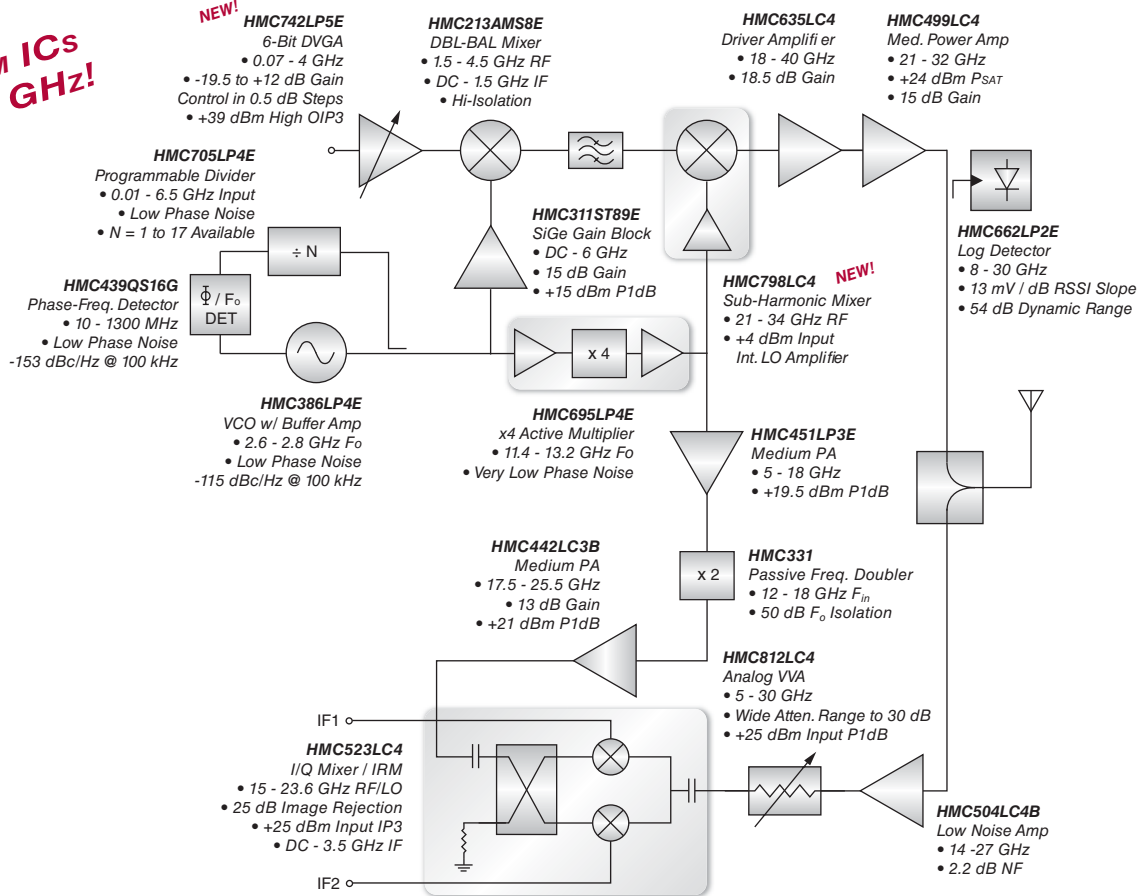 M ICs
GHz!
NEW!
HMC742LP5E
6-Bit DVGA
• 0.07 - 4 GHz
• -19.5 to +12 dB Gain
Control in 0.5 dB Steps
• +39 dBm High OIP3
HMC213AMS8E
DBL-BAL Mixer
• 1.5 - 4.5 GHz RF
• DC - 1.5 GHz IF
• Hi-Isolation
HMC635LC4
Driver Amplifier
• 18 - 40 GHz
• 18.5 dB Gain
HMC499LC4
Med. Power Amp
• 21 - 32 GHz
• +24 dBm PSAT
• 15 dB Gain
HMC705LP4E
Programmable Divider
• 0.01 - 6.5 GHz Input
• Low Phase Noise
• N = 1 to 17 Available
÷ N
HMC439QS16G
Phase-Freq. Detector
• 10 - 1300 MHz
• Low Phase Noise
-153 dBc/Hz @ 100 kHz
Φ / Fo
DET
HMC311ST89E
SiGe Gain Block
• DC - 6 GHz
• 15 dB Gain
• +15 dBm P1dB
HMC798LC4
NEW!
Sub-Harmonic Mixer
• 21 - 34 GHz RF
• +4 dBm Input
Int. LO Amplifier
HMC662LP2E
Log Detector
• 8 - 30 GHz
• 13 mV / dB RSSI Slope
• 54 dB Dynamic Range
x 4
HMC386LP4E
VCO w/ Buffer Amp
• 2.6 - 2.8 GHz Fo
• Low Phase Noise
-115 dBc/Hz @ 100 kHz
HMC695LP4E
x4 Active Multiplier
• 11.4 - 13.2 GHz Fo
• Very Low Phase Noise
HMC451LP3E
Medium PA
• 5 - 18 GHz
• +19.5 dBm P1dB
HMC442LC3B
Medium PA
• 17.5 - 25.5 GHz
• 13 dB Gain
• +21 dBm P1dB
x 2
HMC331
Passive Freq. Doubler
• 12 - 18 GHz Fin
• 50 dB Fo Isolation
HMC812LC4
Analog VVA
• 5 - 30 GHz
• Wide Atten. Range to 30 dB
• +25 dBm Input P1dB
IF1
HMC523LC4
I/Q Mixer / IRM
• 15 - 23.6 GHz RF/LO
• 25 dB Image Rejection
• +25 dBm Input IP3
• DC - 3.5 GHz IF
IF2
HMC504LC4B
Low Noise Amp
• 14 -27 GHz
• 2.2 dB NF